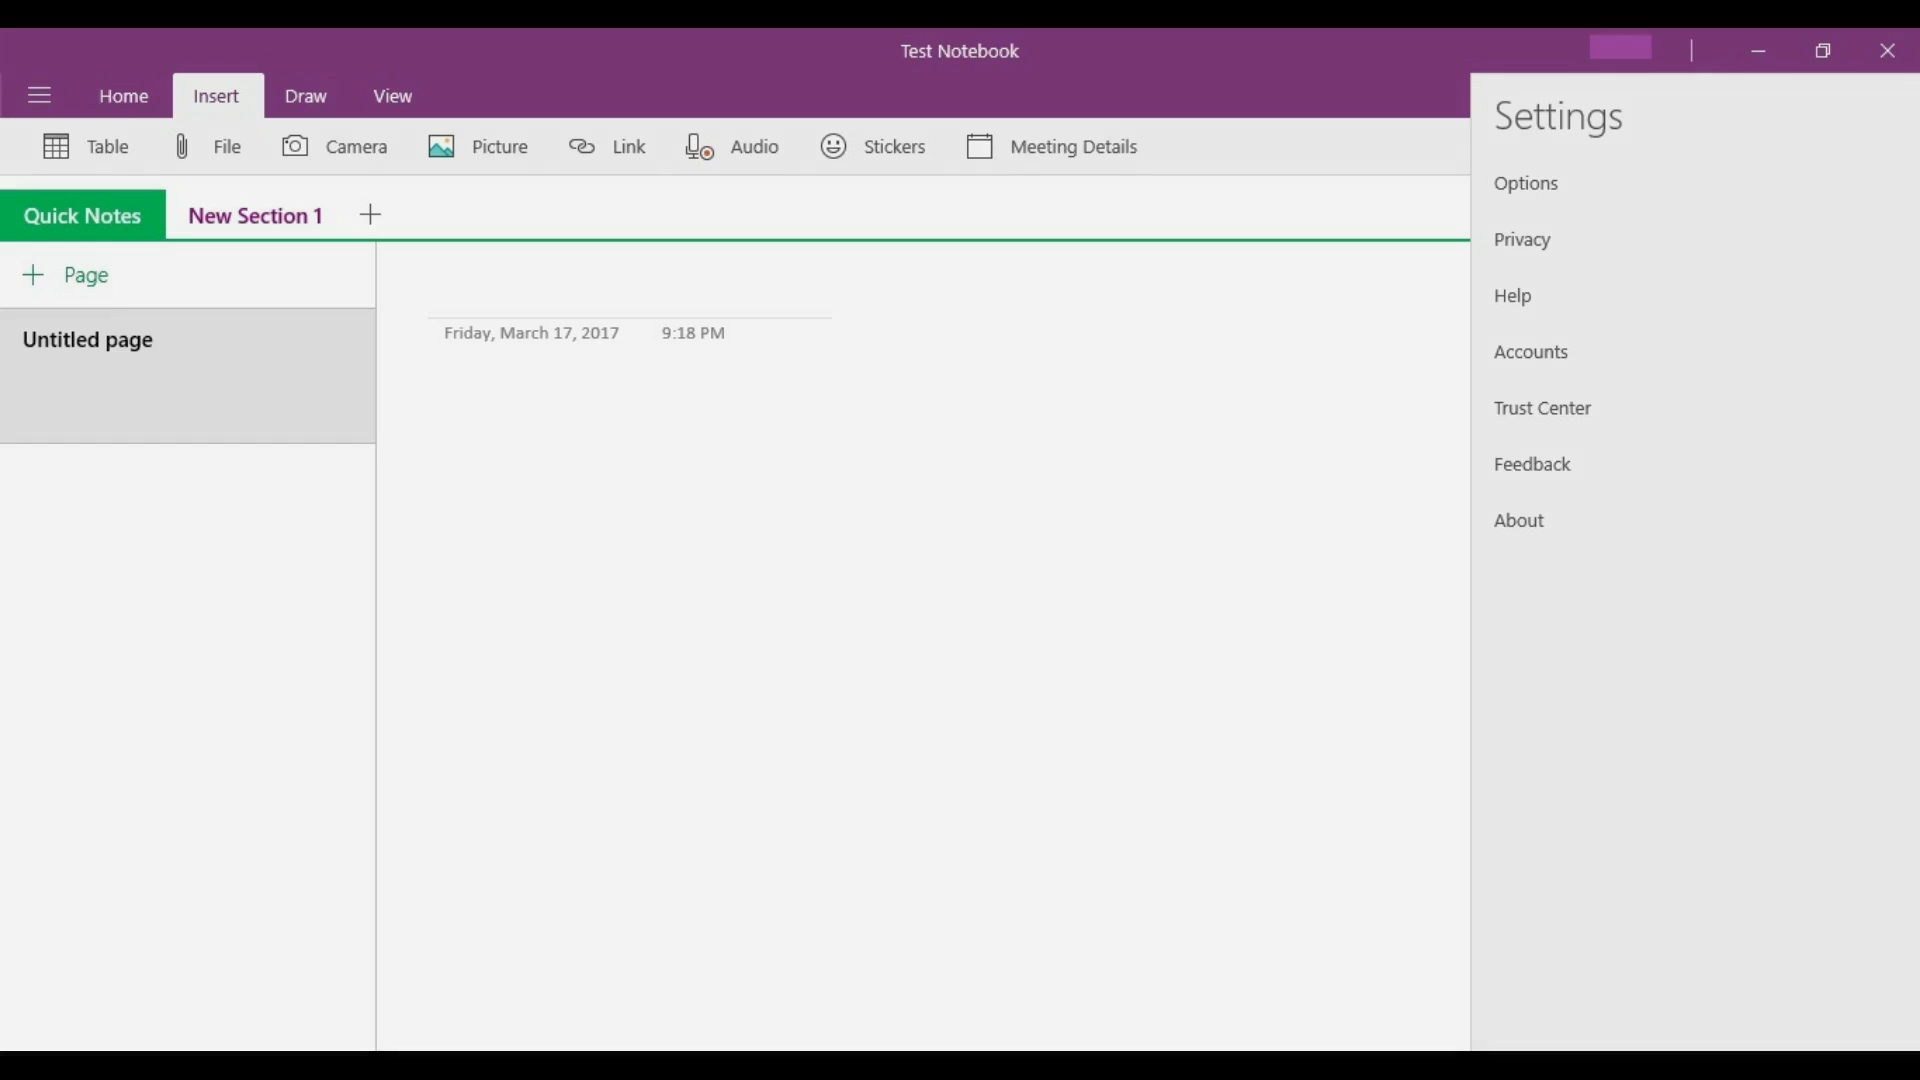 Test Notebook
Home Insert Draw View
Table File Camera Picture Link Audio Stickers Meeting Details
Quick Notes New Section 1
Page
Untitled page
Friday, March 17, 2017 9:18 PM
Settings
Options
Privacy
Help
Accounts
Trust Center
Feedback
About